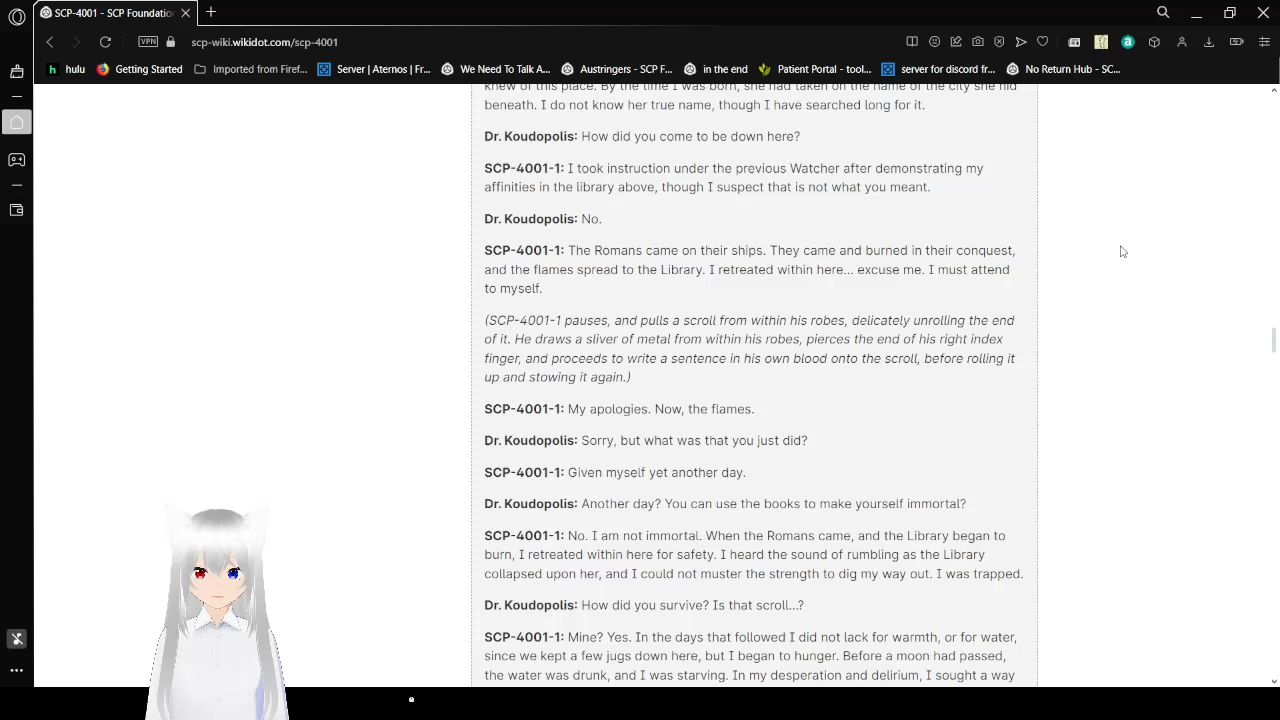 SCP-4001 - SCP Foundatio
VPN
scp-wiki.wikidot.com/scp-4001
hulu
Getting Started
Imported from Firef...
Server | Aternos | Fr...
We Need To Talk A...
Austringers - SCP F...
in the end
Patient Portal - tool...
server for discord fr...
No Return Hub - SC...
knew of this place. By the time I was born, she had taken on the name of the city she hid
beneath. I do not know her true name, though I have searched long for it.
Dr. Koudopolis: How did you come to be down here?
SCP-4001-1: I took instruction under the previous Watcher after demonstrating my
affinities in the library above, though I suspect that is not what you meant.
Dr. Koudopolis: No.
SCP-4001-1: The Romans came on their ships. They came and burned in their conquest,
and the flames spread to the Library. I retreated within here... excuse me. I must attend
to myself.
(SCP-4001-1 pauses, and pulls a scroll from within his robes, delicately unrolling the end
of it. He draws a sliver of metal from within his robes, pierces the end of his right index
finger, and proceeds to write a sentence in his own blood onto the scroll, before rolling it
up and stowing it again.)
SCP-4001-1: My apologies. Now, the flames.
Dr. Koudopolis: Sorry, but what was that you just did?
SCP-4001-1: Given myself yet another day.
Dr. Koudopolis: Another day? You can use the books to make yourself immortal?
SCP-4001-1: No. I am not immortal. When the Romans came, and the Library began to
burn, I retreated within here for safety. I heard the sound of rumbling as the Library
collapsed upon her, and I could not muster the strength to dig my way out. I was trapped.
Dr. Koudopolis: How did you survive? Is that scroll...?
SCP-4001-1: Mine? Yes. In the days that followed I did not lack for warmth, or for water,
since we kept a few jugs down here, but I began to hunger. Before a moon had passed,
the water was drunk, and I was starving. In my desperation and delirium, I sought a way